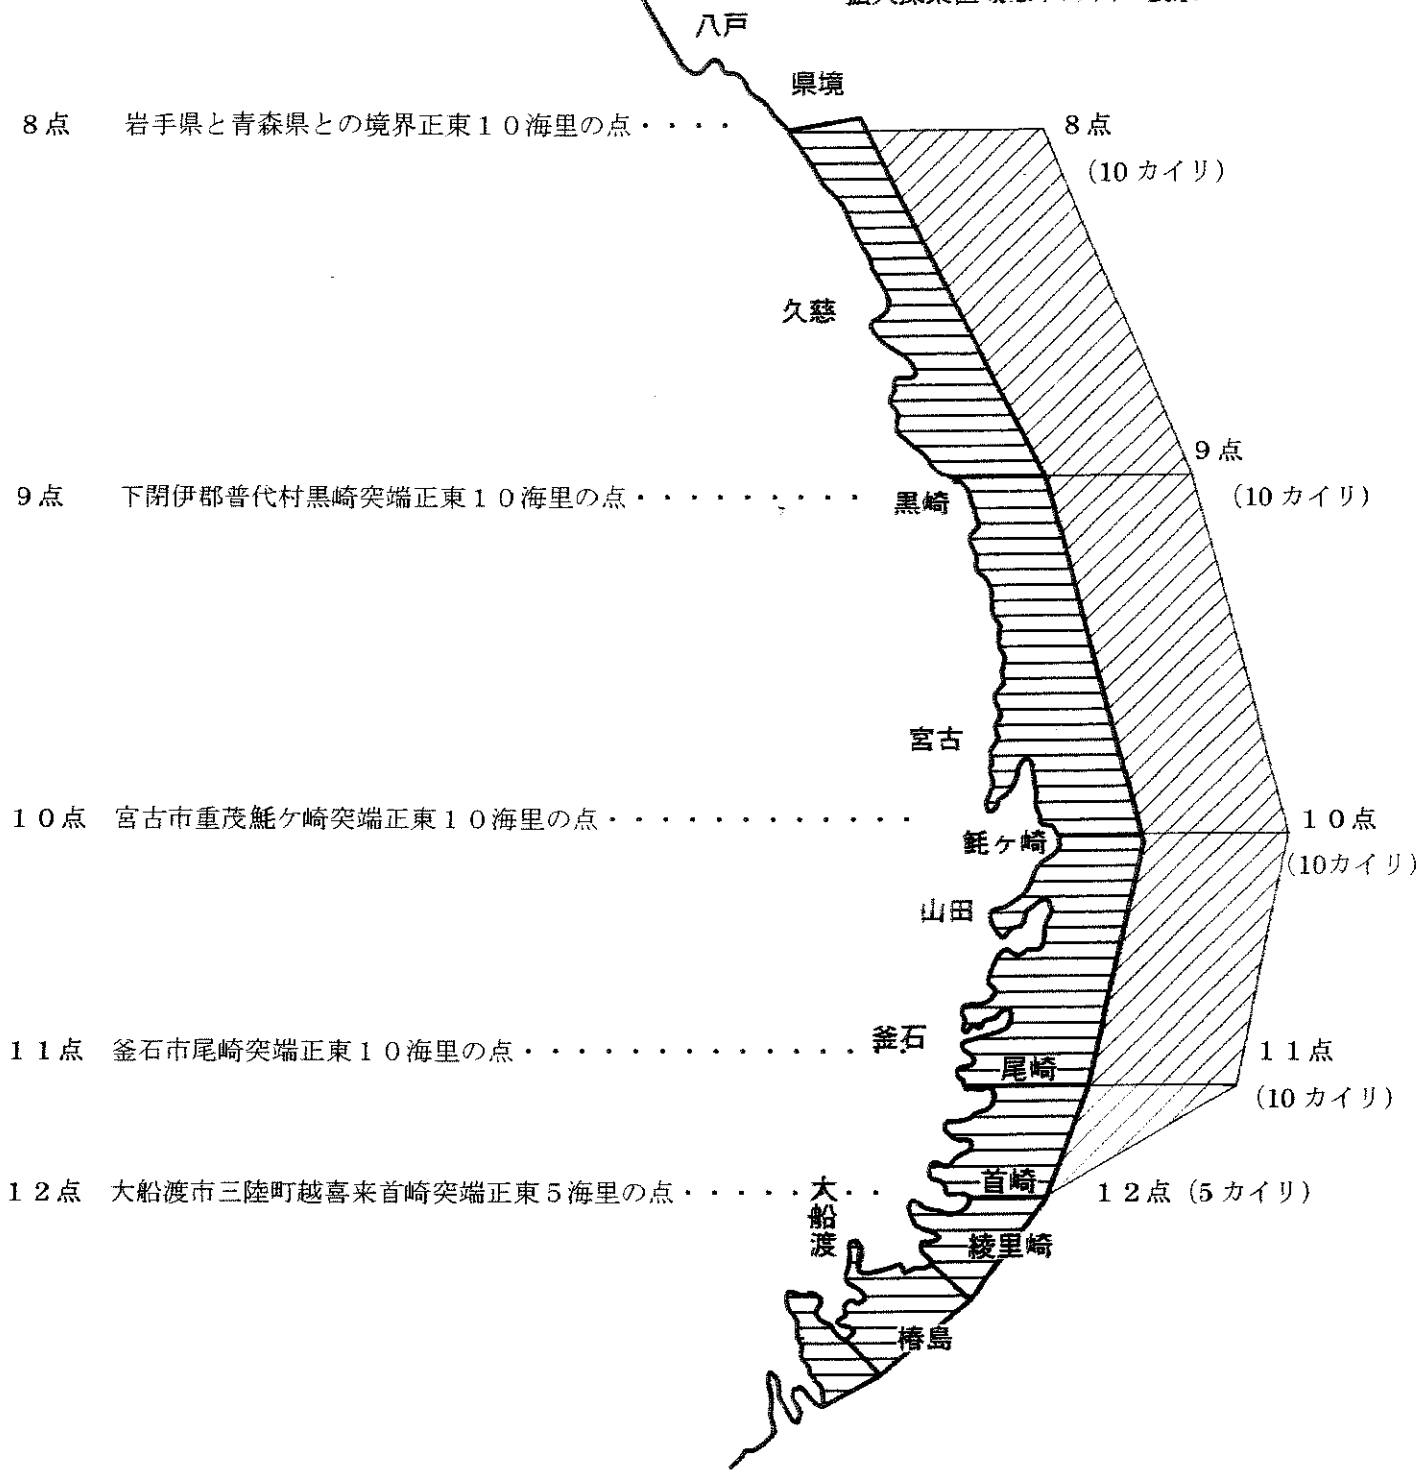 八戸
県境
8点 岩手県と青森県との境界正東10海里の点・・・・
8点
(10 カイリ)
久慈
9点
9点 下閉伊郡普代村黒崎突端正東10海里の点・・・・・・・・・
黒崎
(10 カイリ)
宮古
10点 宮古市重茂魹ケ崎突端正東10海里の点・・・・・・・・・・・・
10点
魹ヶ崎
(10カイリ)
山田
11点 釜石市尾崎突端正東10海里の点・・・・・・・・・・・・・・・
釜石
11点
尾崎
(10 カイリ)
12点 大船渡市三陸町越喜来首崎突端正東5海里の点・・・・・・・・
大船渡
首崎
12点 (5 カイリ)
綾里崎
椿島